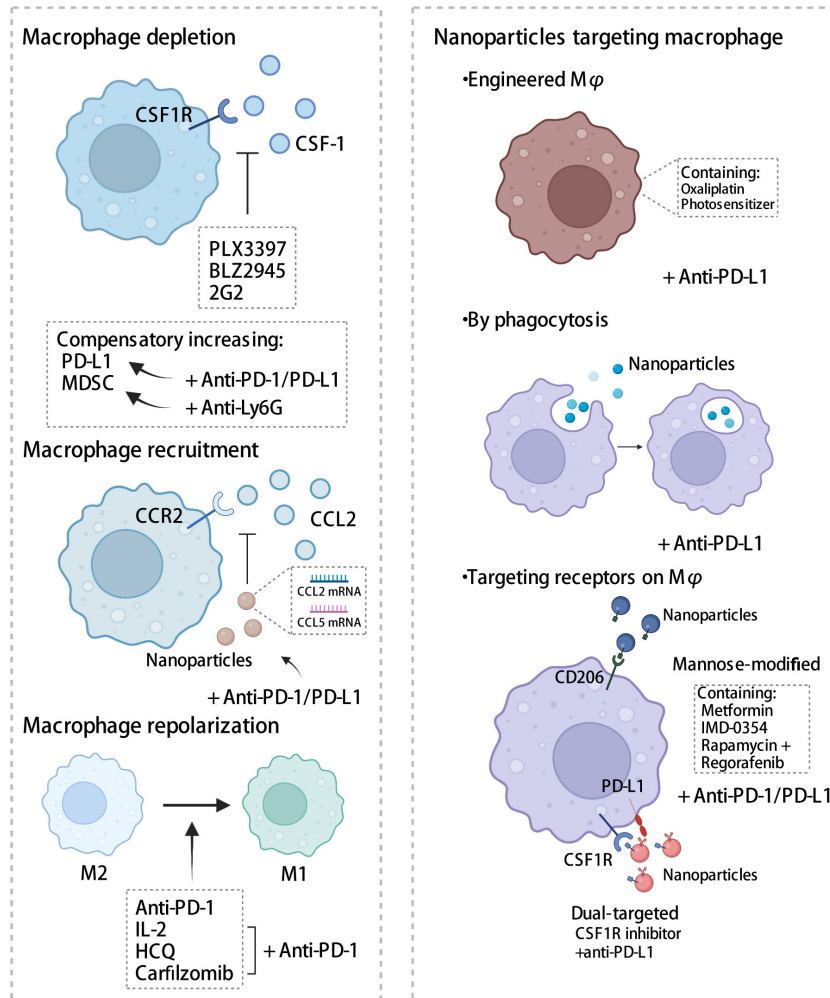 Macrophage depletion
CSF1R
CSF-1
PLX3397
BLZ2945
2G2
Compensatory increasing:
PD-L1
MDSC
+ Anti-PD-1/PD-L1
+ Anti-Ly6G
Macrophage recruitment
CCR2
CCL2
CCL2 mRNA
CCL5 mRNA
Nanoparticles
+ Anti-PD-1/PD-L1
Macrophage repolarization
M2
M1
Anti-PD-1
IL-2
HCQ
Carfilzomib
+ Anti-PD-1
Nanoparticles targeting macrophage
•Engineered Mφ
Containing:
Oxaliplatin
Photosensitizer
+ Anti-PD-L1
•By phagocytosis
Nanoparticles
+ Anti-PD-L1
•Targeting receptors on Mφ
Nanoparticles
CD206
Mannose-modified
Containing:
Metformin
IMD-0354
Rapamycin +
Regorafenib
PD-L1
+ Anti-PD-1/PD-L1
CSF1R
Nanoparticles
Dual-targeted
CSF1R inhibitor
+anti-PD-L1